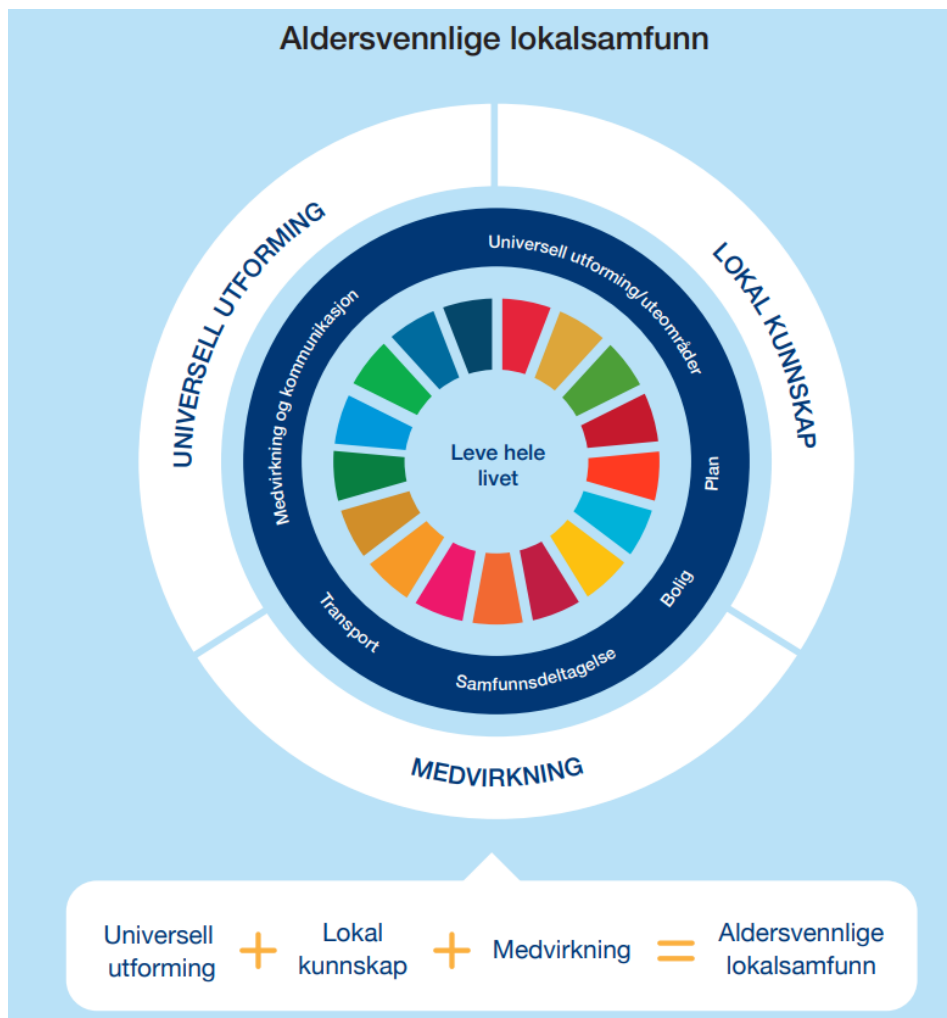 Aldersvennlige lokalsamfunn
UNIVERSELL UTFORMING
LOKAL KUNNSKAP
MEDVIRKNING
Universell utforming/uteområder
Plan
Bolig
Samfunnsdeltagelse
Transport
Medvirkning og kommunikasjon
Leve hele
livet
Universell
utforming
+
Lokal
kunnskap
+
Medvirkning
=
Aldersvennlige
lokalsamfunn